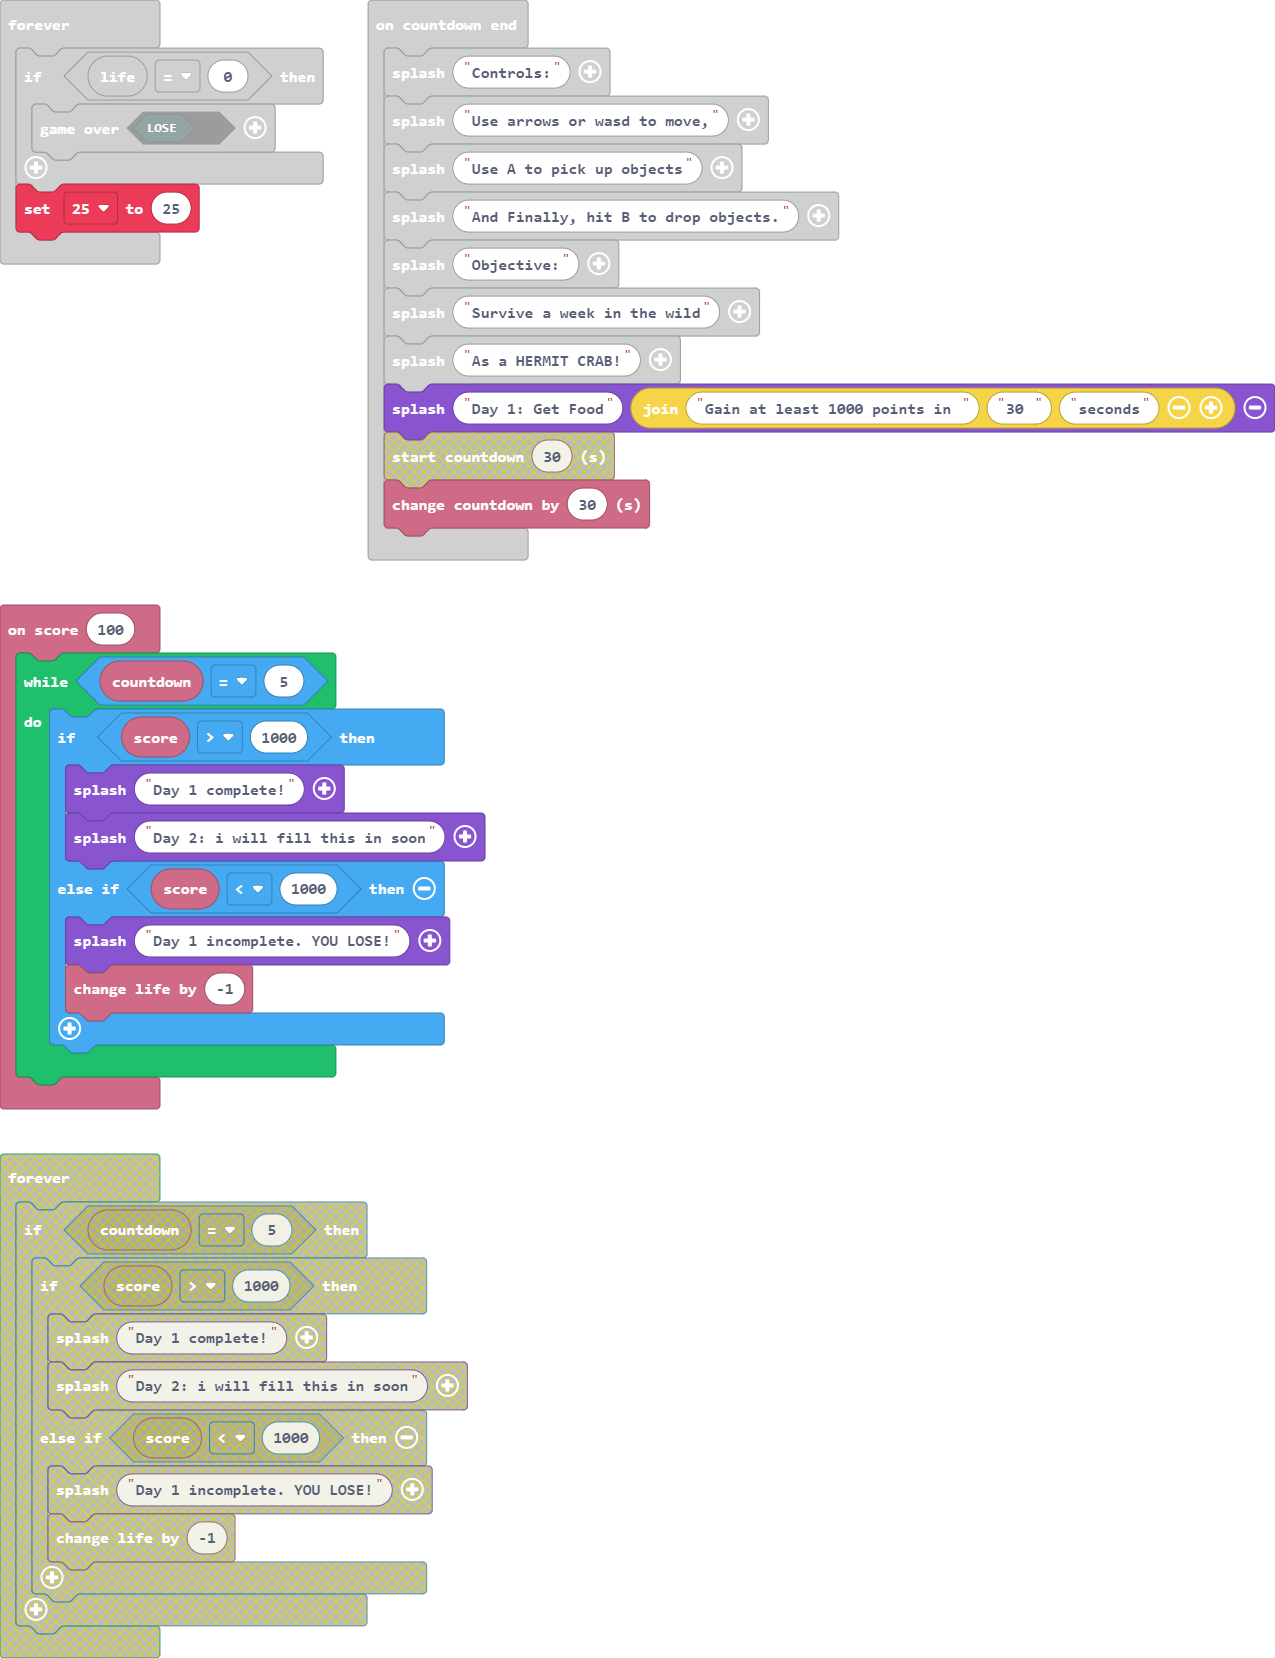 forever
if life = 0 then
game over LOSE
set 25 to 25
on countdown end
splash "Controls:"
splash "Use arrows or wasd to move,"
splash "Use A to pick up objects"
splash "And Finally, hit B to drop objects."
splash "Objective:"
splash "Survive a week in the wild"
splash "As a HERMIT CRAB!"
splash "Day 1: Get Food" join "Gain at least 1000 points in " "30 " "seconds"
start countdown 30 (s)
change countdown by 30 (s)
on score 100
while countdown = 5
do
if score > 1000 then
splash "Day 1 complete!"
splash "Day 2: i will fill this in soon"
else if score < 1000 then
splash "Day 1 incomplete. YOU LOSE!"
change life by -1
forever
if countdown = 5 then
if score > 1000 then
splash "Day 1 complete!"
splash "Day 2: i will fill this in soon"
else if score < 1000 then
splash "Day 1 incomplete. YOU LOSE!"
change life by -1